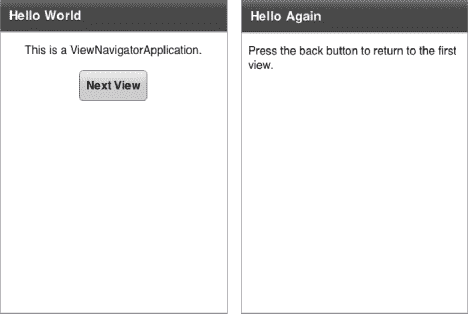 Hello World
This is a ViewNavigatorApplication.
Next View
Hello Again
Press the back button to return to the first
view.